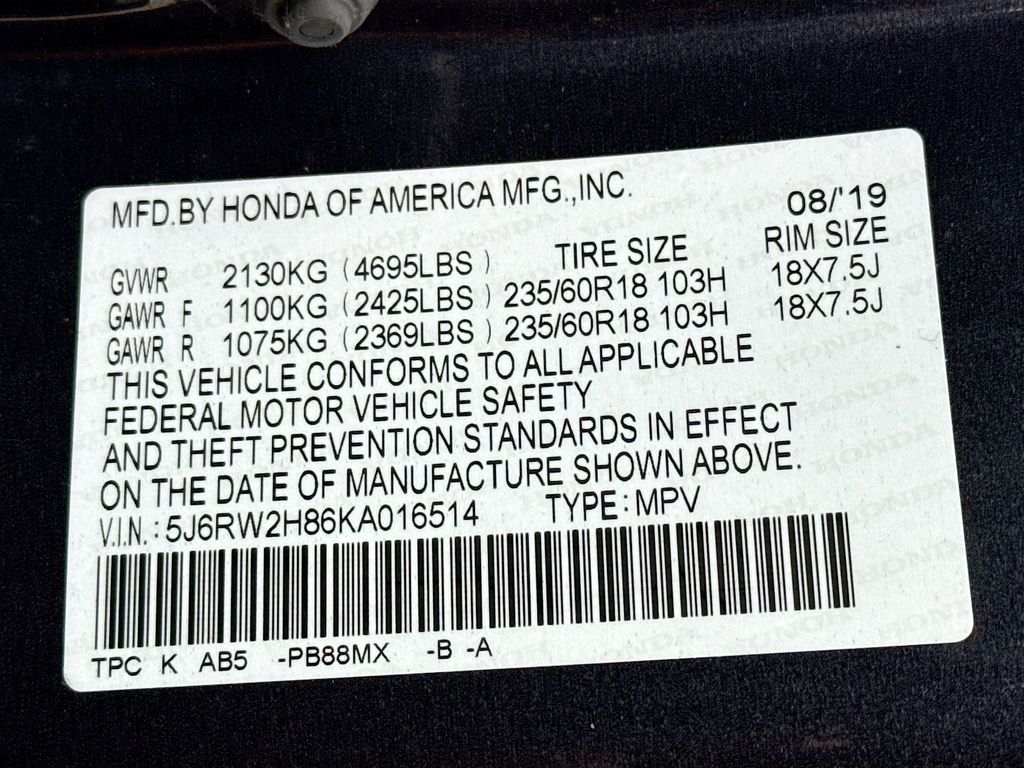 MFD.BY HONDA OF AMERICA MFG.,INC. 08/'19
TIRE SIZE RIM SIZE
GVWR 2130KG (4695LBS)
GAWR F 1100KG (2425LBS) 235/60R18 103H 18X7.5J
GAWR R 1075KG (2369LBS) 235/60R18 103H 18X7.5J
THIS VEHICLE CONFORMS TO ALL APPLICABLE
FEDERAL MOTOR VEHICLE SAFETY
AND THEFT PREVENTION STANDARDS IN EFFECT
ON THE DATE OF MANUFACTURE SHOWN ABOVE.
V.I.N.:5J6RW2H86KA016514 TYPE:MPV
TPC K AB5 -PB88MX -B -A